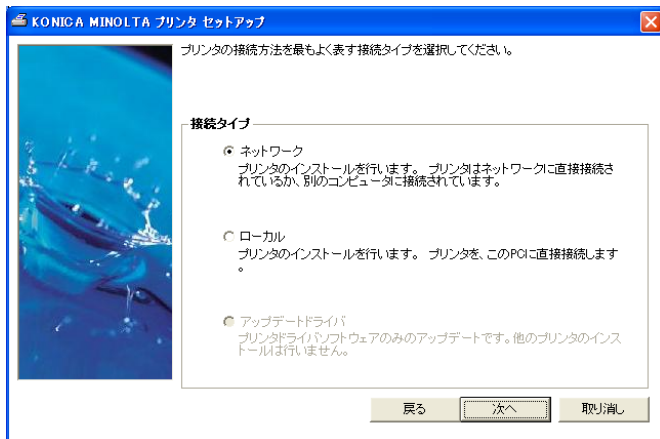 KONICA MINOLTA プリンタ セットアップ
プリンタの接続方法を最もよく表す接続タイプを選択してください。
接続タイプ
ネットワーク
プリンタのインストールを行います。 プリンタはネットワークに直接接続さ
れているか、別のコンピュータに接続されています。
ローカル
プリンタのインストールを行います。 プリンタを、このPCに直接接続します
。
アップデートドライバ
プリンタドライバソフトウェアのみのアップデートです。他のプリンタのインス
トールは行いません。
戻る
次へ
取り消し